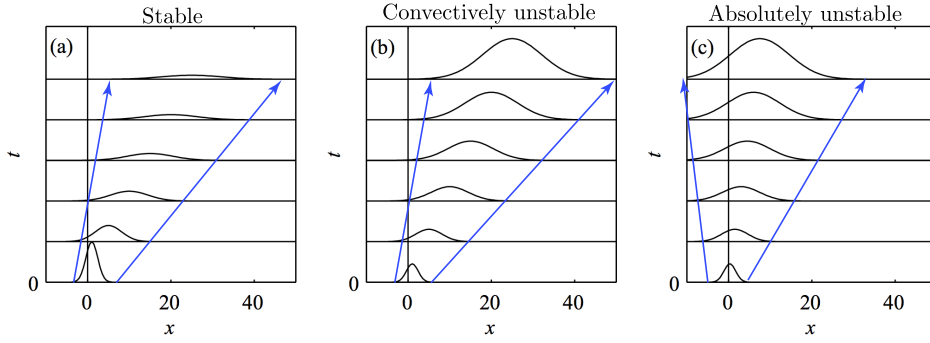 Stable
Convectively unstable
Absolutely unstable
(a)
(b)
(c)
t
t
t
0
0
0
0 20 40
0 20 40
0 20 40
x
x
x